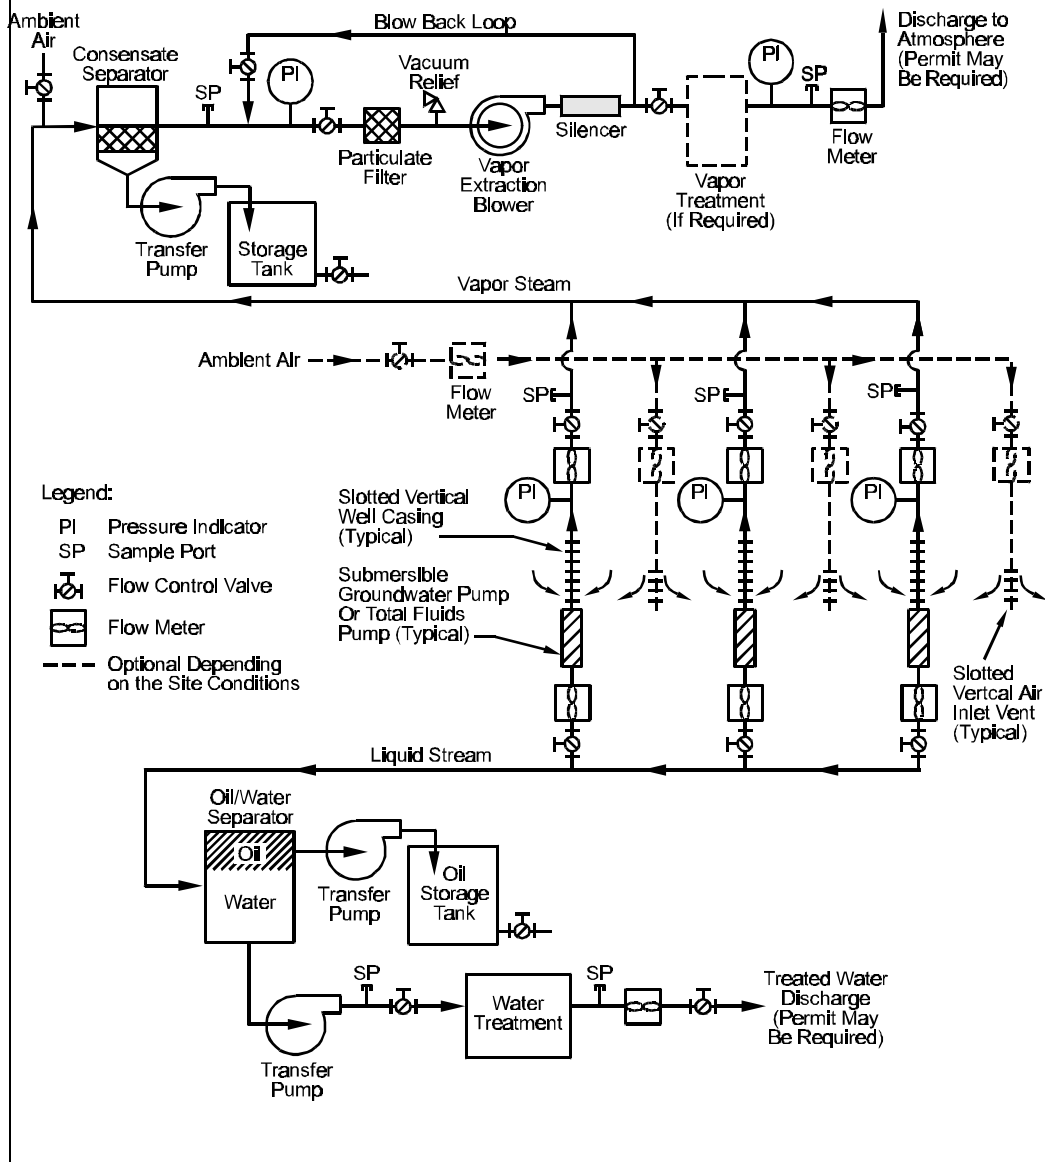 Ambient
Air
Consensate
Separator
SP
Blow Back Loop
PI
Vacuum
Relief
Particulate
Filter
Vapor
Extraction
Blower
Silencer
Vapor
Treatment
(If Required)
PI
SP
Flow
Meter
Discharge to
Atmosphere
(Permit May
Be Required)
Transfer
Pump
Storage
Tank
Vapor Steam
Ambient Air
Flow
Meter
SP
SP
SP
PI
PI
PI
Slotted Vertical
Well Casing
(Typical)
Submersible
Groundwater Pump
Or Total Fluids
Pump (Typical)
Slotted
Vertcal Air
Inlet Vent
(Typical)
Legend:
PI Pressure Indicator
SP Sample Port
Flow Control Valve
Flow Meter
Optional Depending
on the Site Conditions
Liquid Stream
Oil/Water
Separator
Oil
Water
Transfer
Pump
Oil
Storage
Tank
Transfer
Pump
SP
Water
Treatment
SP
Treated Water
Discharge
(Permit May
Be Required)